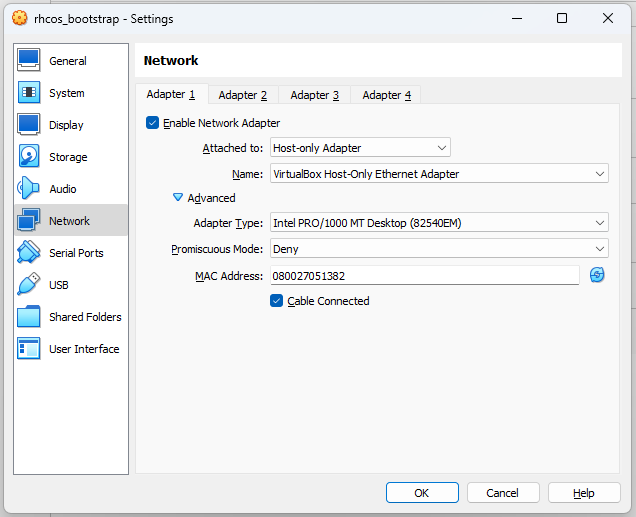 rhcos_bootstrap - Settings
General
System
Display
Storage
Audio
Network
Serial Ports
USB
Shared Folders
User Interface
Network
Adapter 1 Adapter 2 Adapter 3 Adapter 4
Enable Network Adapter
Attached to: Host-only Adapter
Name: VirtualBox Host-Only Ethernet Adapter
Advanced
Adapter Type: Intel PRO/1000 MT Desktop (82540EM)
Promiscuous Mode: Deny
MAC Address: 080027051382
Cable Connected
OK Cancel Help